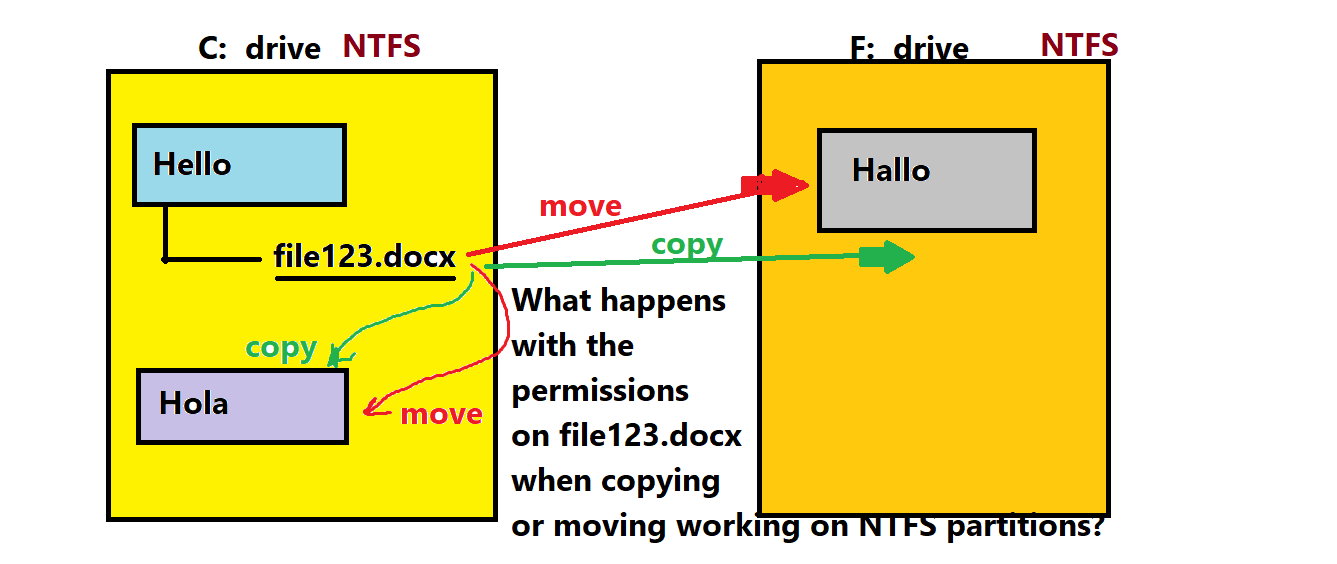 C: drive NTFS
F: drive NTFS
Hello
Hallo
move
file123.docx
copy
What happens
with the
permissions
on file123.docx
when copying
or moving working on NTFS partitions?
copy
Hola
move